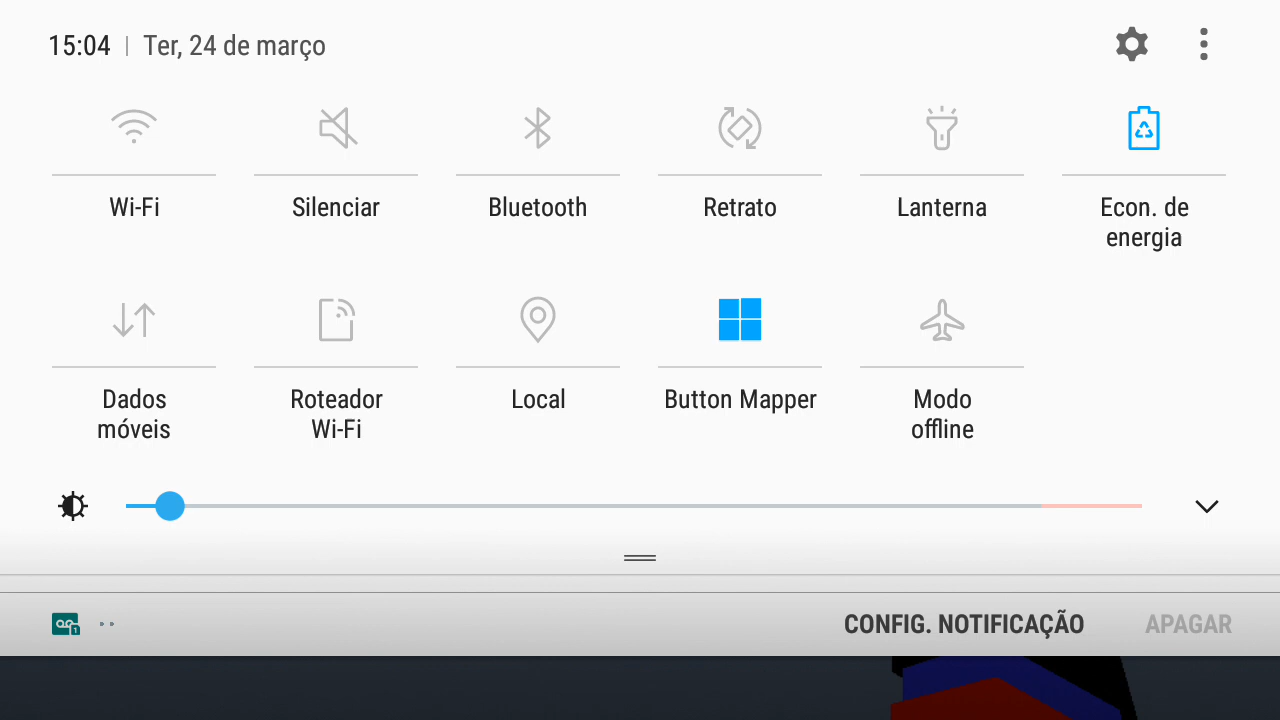 15:04 | Ter, 24 de março
Wi-Fi
Silenciar
Bluetooth
Retrato
Lanterna
Econ. de
energia
Dados
móveis
Roteador
Wi-Fi
Local
Button Mapper
Modo
offline
1
CONFIG. NOTIFICAÇÃO
APAGAR